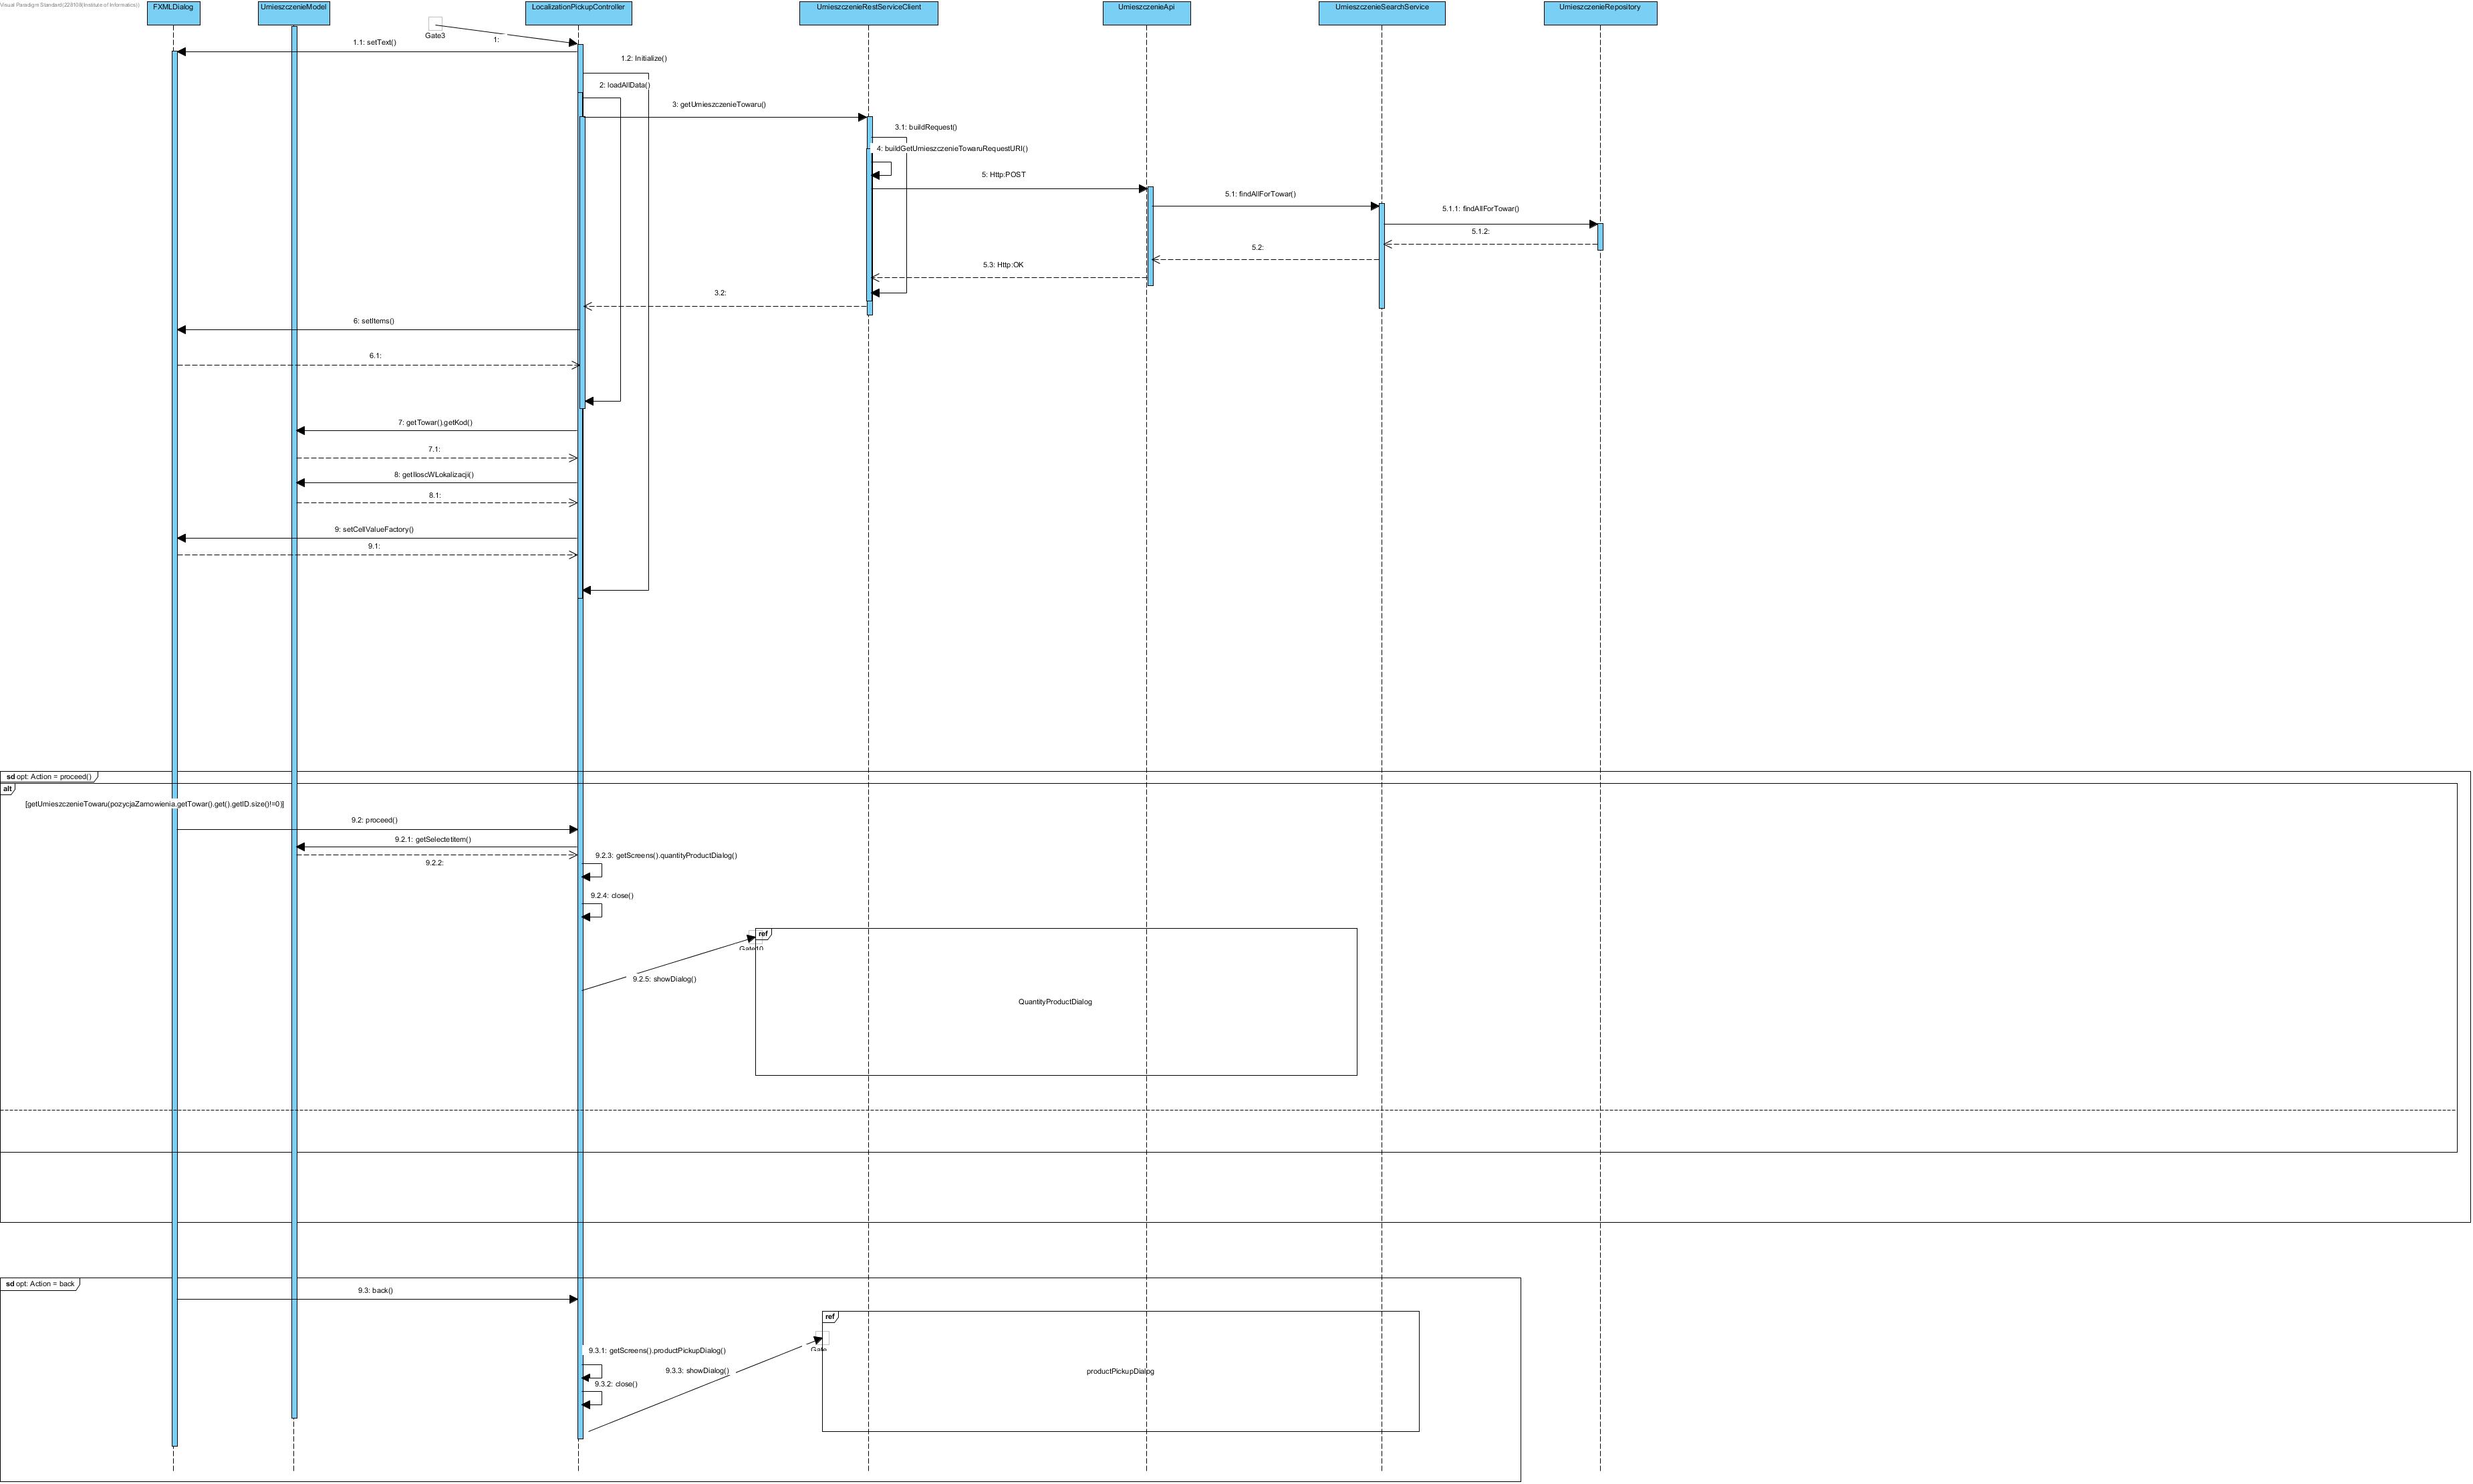 Visual Paradigm Standard(228108(Institute of Informatics))
FXMLDialog
UmieszczenieModel
LocalizationPickupController
UmieszczenieRestServiceClient
UmieszczenieApi
UmieszczenieSearchService
UmieszczenieRepository
Gate3
1:
1.1: setText()
1.2: Initialize()
2: loadAllData()
3: getUmieszczenieTowaru()
3.1: buildRequest()
4: buildGetUmieszczenieTowaruRequestURI()
5: Http:POST
5.1: findAllForTowar()
5.1.1: findAllForTowar()
5.1.2:
5.2:
5.3: Http:OK
3.2:
6: setItems()
6.1:
7: getTowar().getKod()
7.1:
8: getIloscWLokalizacji()
8.1:
9: setCellValueFactory()
9.1:
sd opt: Action = proceed()
alt
[getUmieszczenieTowaru(pozycjaZamowienia.getTowar().get().getID.size()!=0)]
9.2: proceed()
9.2.1: getSelectetitem()
9.2.2:
9.2.3: getScreens().quantityProductDialog()
9.2.4: close()
ref
Gate10
9.2.5: showDialog()
QuantityProductDialog
sd opt: Action = back
9.3: back()
ref
Gate
9.3.1: getScreens().productPickupDialog()
9.3.3: showDialog()
productPickupDialog
9.3.2: close()